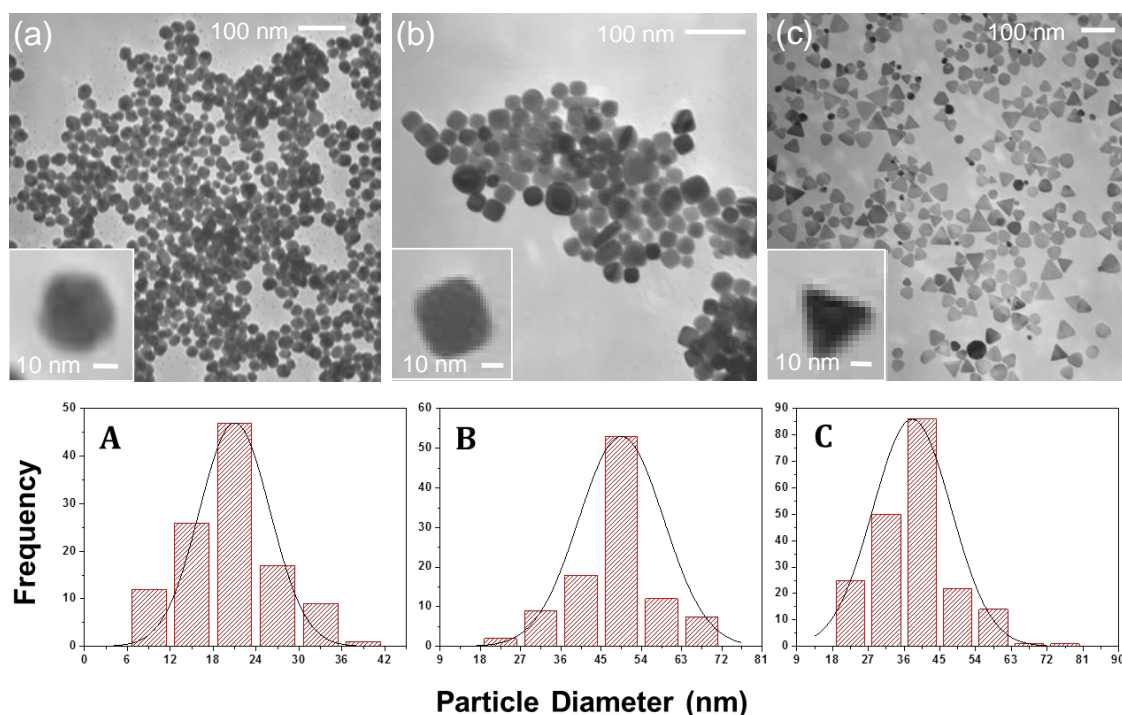 (a) 100 nm
(b) 100 nm
(c) 100 nm
10 nm
10 nm
10 nm
A
B
C
50
40
30
20
10
0
0 6 12 18 24 30 36 42
60
50
40
30
20
10
0
9 18 27 36 45 54 63 72 81
90
80
70
60
50
40
30
20
10
0
9 18 27 36 45 54 63 72 81 90
Frequency
Particle Diameter (nm)